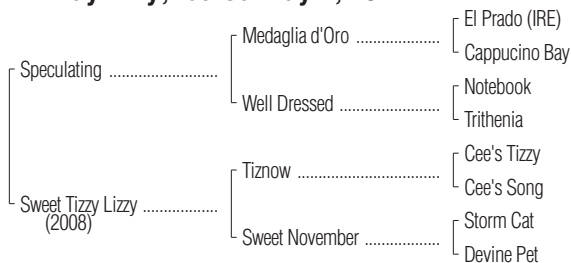 El Prado (IRE)
Medaglia d'Oro ....................
Cappucino Bay
Speculating ..........................
Notebook
Well Dressed ........................
Trithenia
Cee's Tizzy
Tiznow ..................................
Cee's Song
Sweet Tizzy Lizzy ..................
(2008)
Storm Cat
Sweet November ..................
Devine Pet